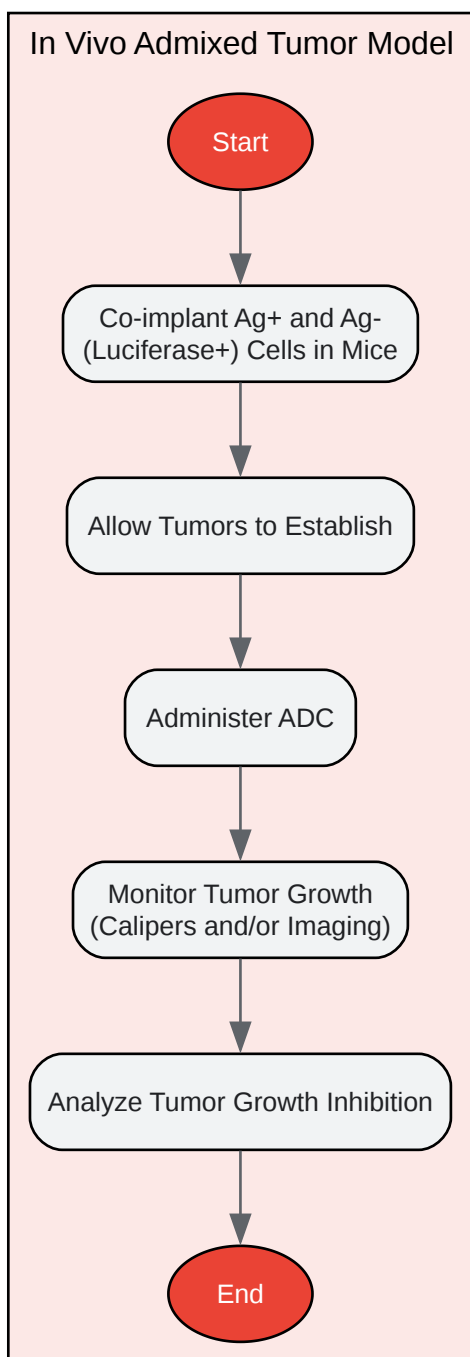 In Vivo Admixed Tumor Model
Start
Co-implant Ag+ and Ag-
(Luciferase+) Cells in Mice
Allow Tumors to Establish
Administer ADC
Monitor Tumor Growth
(Calipers and/or Imaging)
Analyze Tumor Growth Inhibition
End